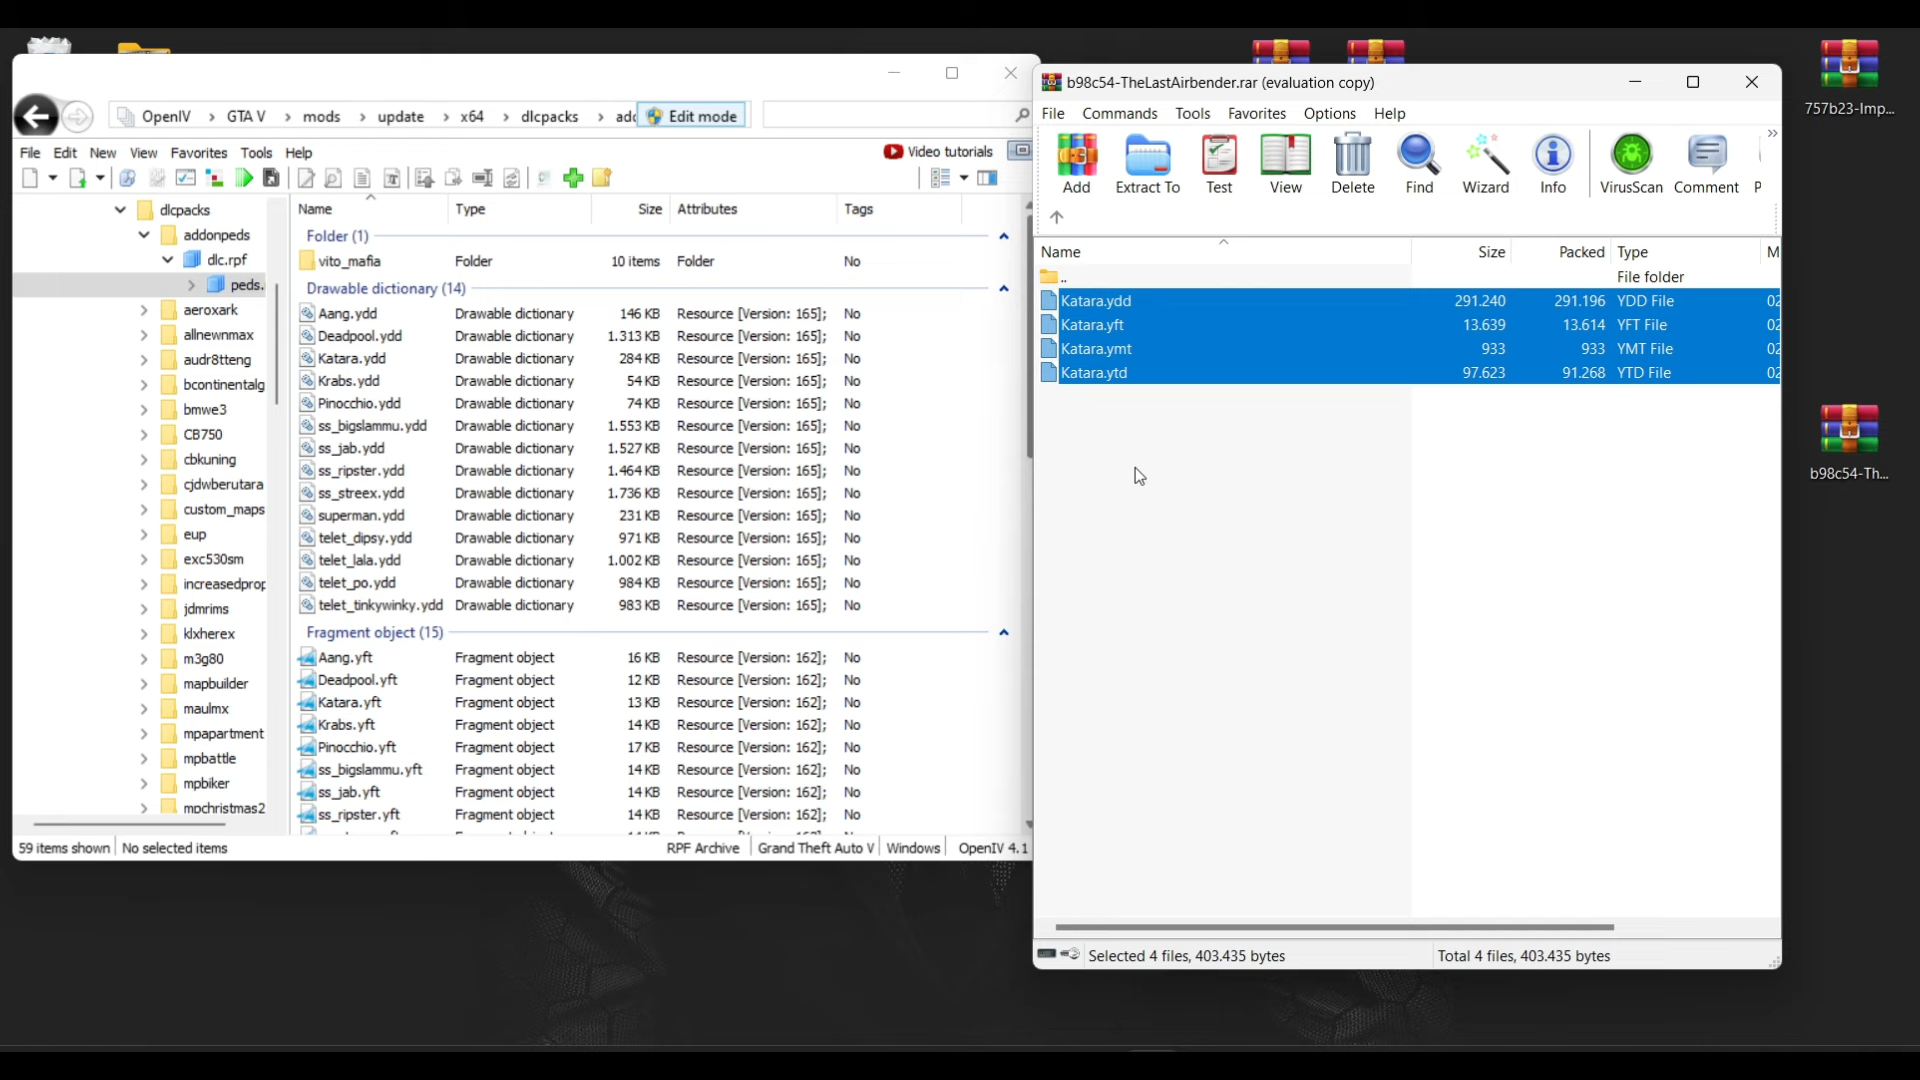 OpenIV > GTA V > mods > update > x64 > dlcpacks > adc Edit mode
File Edit New View Favorites Tools Help
Video tutorials
dlcpacks
addonpeds
dlc.rpf
peds.
aeroxark
allnewnmax
audr8tteng
bcontinentalg
bmwe3
CB750
cbkuning
cjdwberutara
custom_maps
eup
exc530sm
increasedprop
jdmrims
klxherex
m3g80
mapbuilder
maulmx
mpapartment
mpbattle
mpbiker
mpchristmas2
Name Type Size Attributes Tags
Folder (1)
vito_mafia Folder 10 items Folder No
Drawable dictionary (14)
Aang.ydd Drawable dictionary 146 KB Resource [Version: 165]; No
Deadpool.ydd Drawable dictionary 1.313 KB Resource [Version: 165]; No
Katara.ydd Drawable dictionary 284 KB Resource [Version: 165]; No
Krabs.ydd Drawable dictionary 54 KB Resource [Version: 165]; No
Pinocchio.ydd Drawable dictionary 74 KB Resource [Version: 165]; No
ss_bigslammu.ydd Drawable dictionary 1.553 KB Resource [Version: 165]; No
ss_jab.ydd Drawable dictionary 1.527 KB Resource [Version: 165]; No
ss_ripster.ydd Drawable dictionary 1.464 KB Resource [Version: 165]; No
ss_streex.ydd Drawable dictionary 1.736 KB Resource [Version: 165]; No
superman.ydd Drawable dictionary 231 KB Resource [Version: 165]; No
telet_dipsy.ydd Drawable dictionary 971 KB Resource [Version: 165]; No
telet_lala.ydd Drawable dictionary 1.002 KB Resource [Version: 165]; No
telet_po.ydd Drawable dictionary 984 KB Resource [Version: 165]; No
telet_tinkywinky.ydd Drawable dictionary 983 KB Resource [Version: 165]; No
Fragment object (15)
Aang.yft Fragment object 16 KB Resource [Version: 162]; No
Deadpool.yft Fragment object 12 KB Resource [Version: 162]; No
Katara.yft Fragment object 13 KB Resource [Version: 162]; No
Krabs.yft Fragment object 14 KB Resource [Version: 162]; No
Pinocchio.yft Fragment object 17 KB Resource [Version: 162]; No
ss_bigslammu.yft Fragment object 14 KB Resource [Version: 162]; No
ss_jab.yft Fragment object 14 KB Resource [Version: 162]; No
ss_ripster.yft Fragment object 14 KB Resource [Version: 162]; No
59 items shown No selected items RPF Archive Grand Theft Auto V Windows OpenIV 4.1
b98c54-TheLastAirbender.rar (evaluation copy)
File Commands Tools Favorites Options Help
Add Extract To Test View Delete Find Wizard Info VirusScan Comment P
Name Size Packed Type M
.. File folder
Katara.ydd 291.240 291.196 YDD File 02
Katara.yft 13.639 13.614 YFT File 02
Katara.ymt 933 933 YMT File 02
Katara.ytd 97.623 91.268 YTD File 02
Selected 4 files, 403.435 bytes Total 4 files, 403.435 bytes
757b23-Imp...
b98c54-Th...